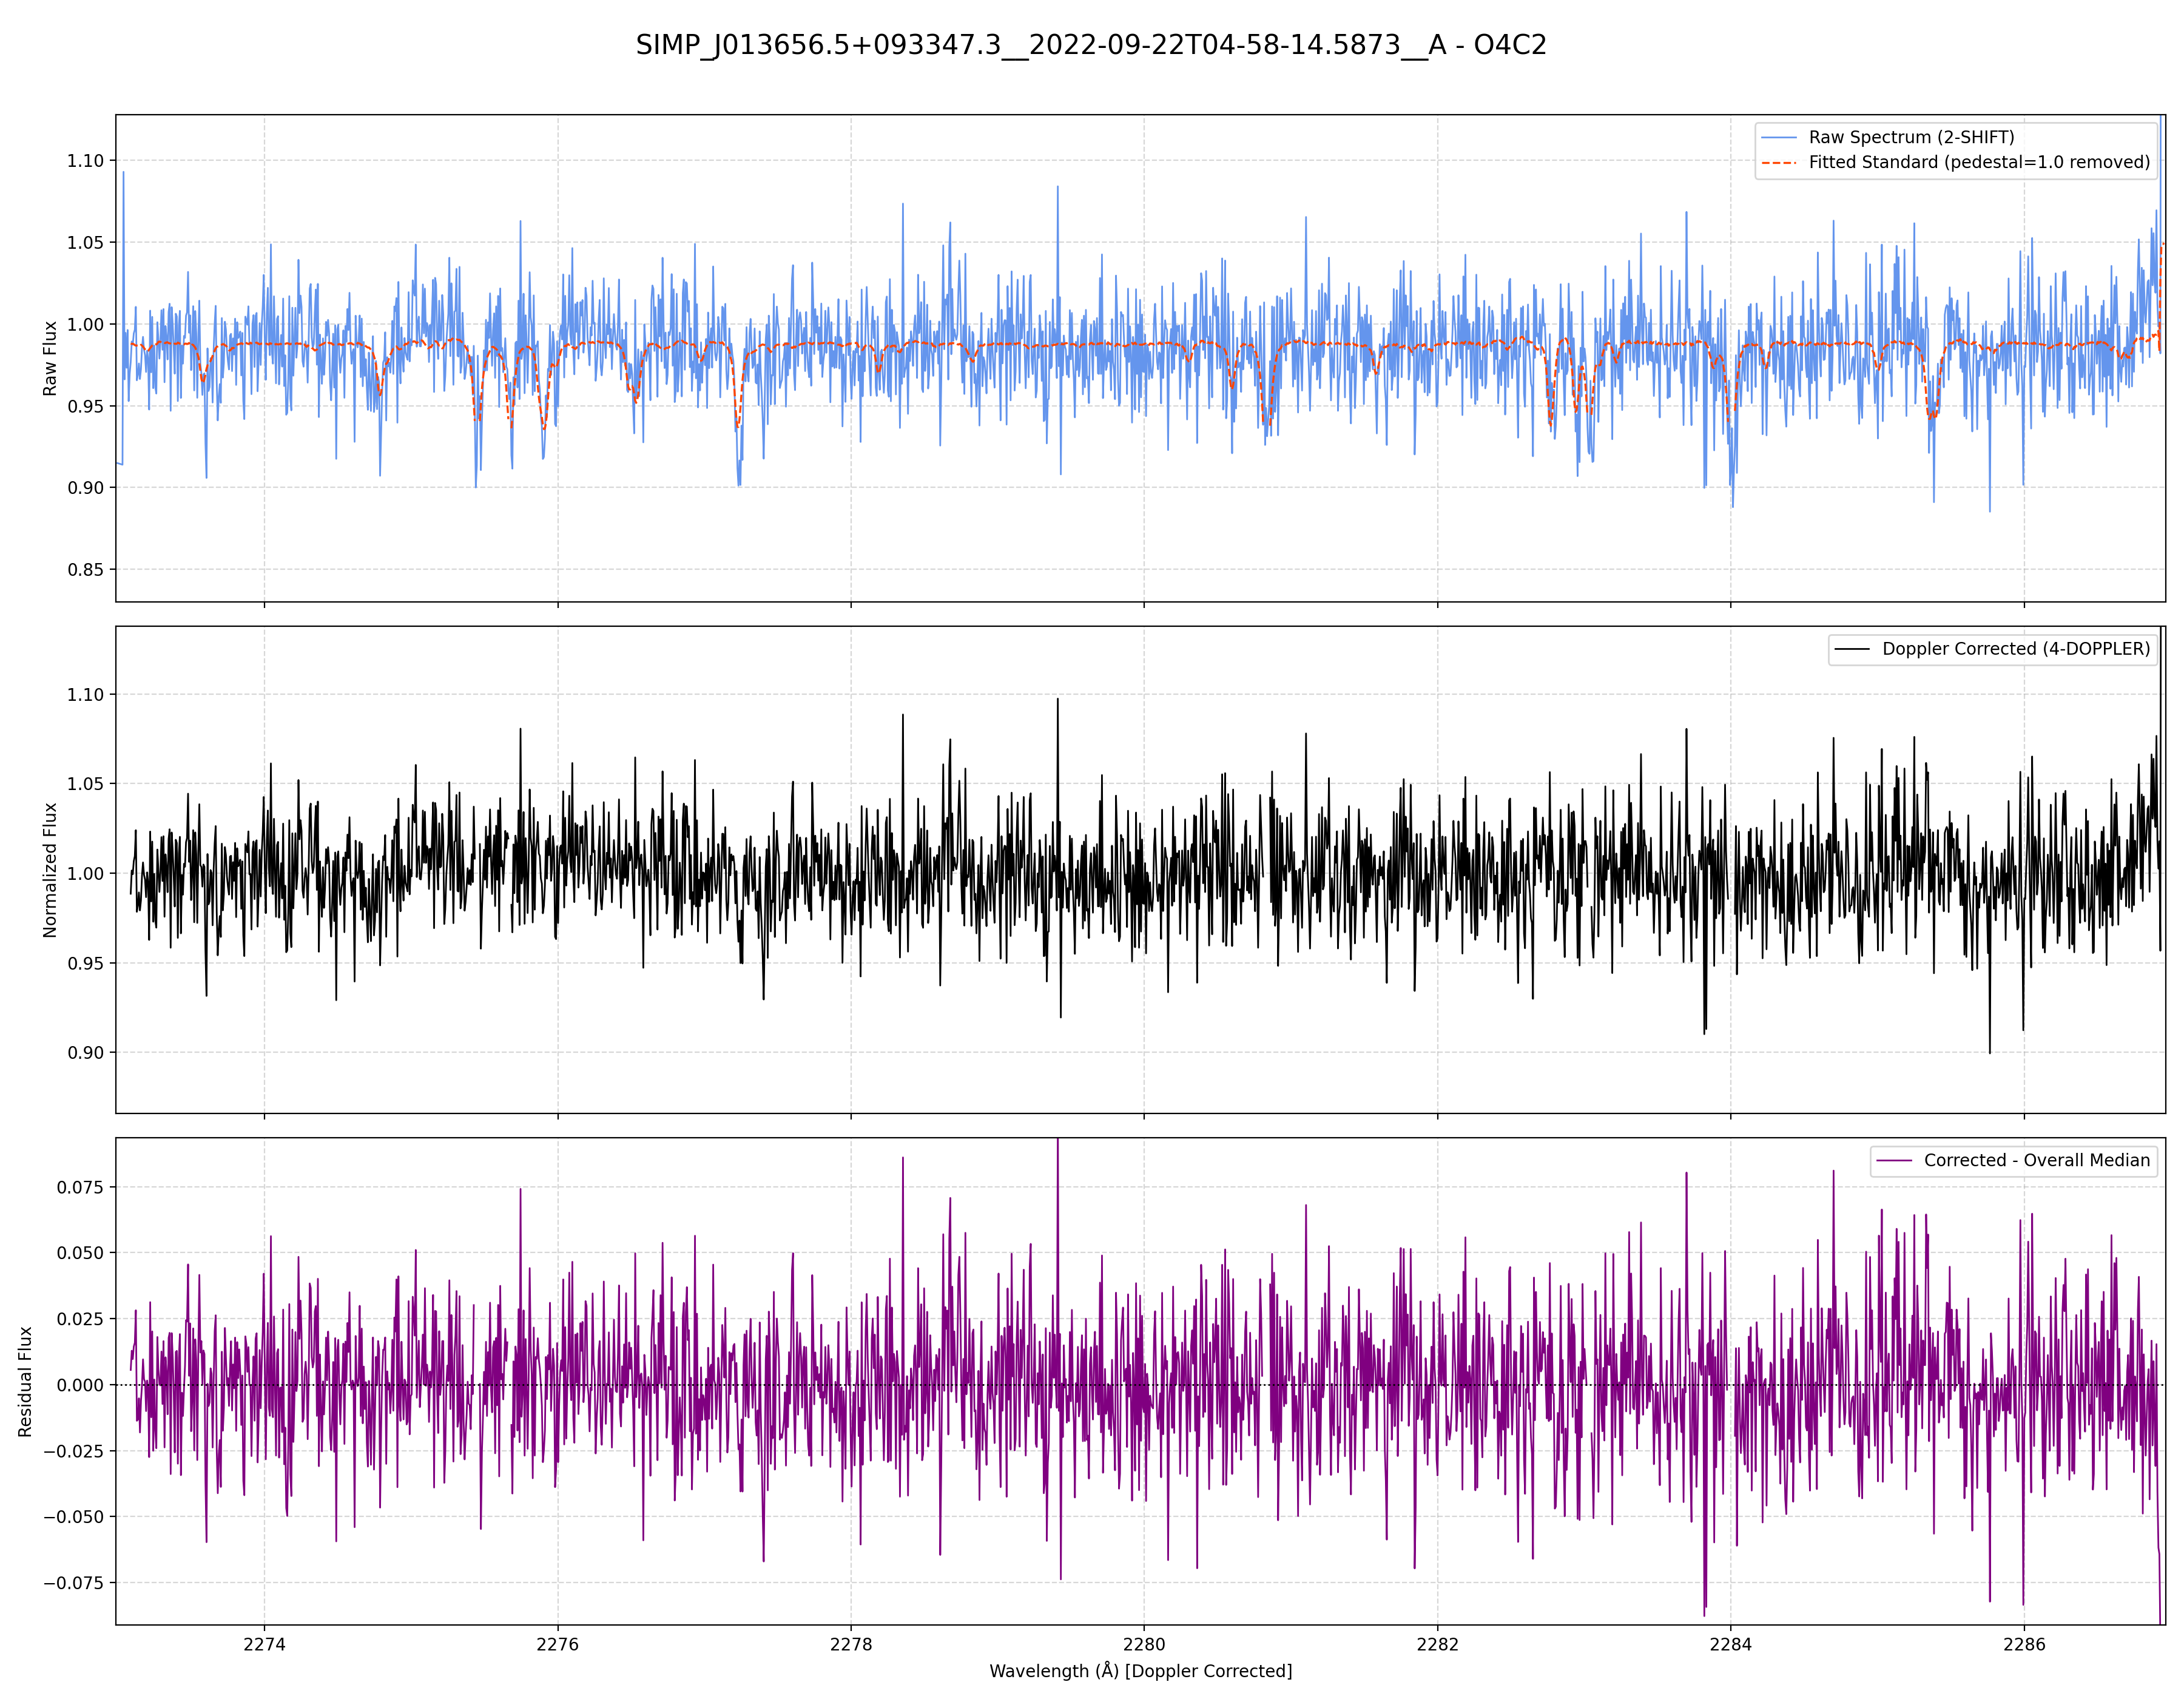 SIMP_J013656.5+093347.3__2022-09-22T04-58-14.5873__A - O4C2
Raw Spectrum (2-SHIFT)
Fitted Standard (pedestal=1.0 removed)
1.10
1.05
1.00
0.95
0.90
0.85
Raw Flux
Doppler Corrected (4-DOPPLER)
1.10
1.05
1.00
0.95
0.90
Normalized Flux
Corrected - Overall Median
0.075
0.050
0.025
0.000
−0.025
−0.050
−0.075
Residual Flux
2274 2276 2278 2280 2282 2284 2286
Wavelength (Å) [Doppler Corrected]